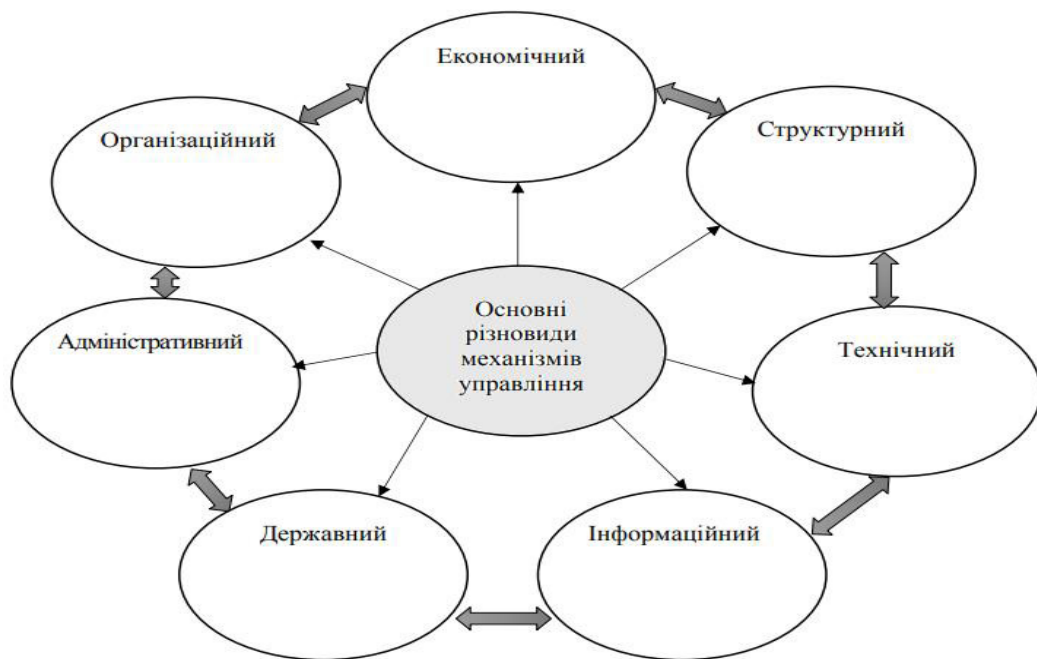 Економічний
Організаційний
Структурний
Основні
різновиди
механізмів
управління
Адміністративний
Технічний
Державний
Інформаційний